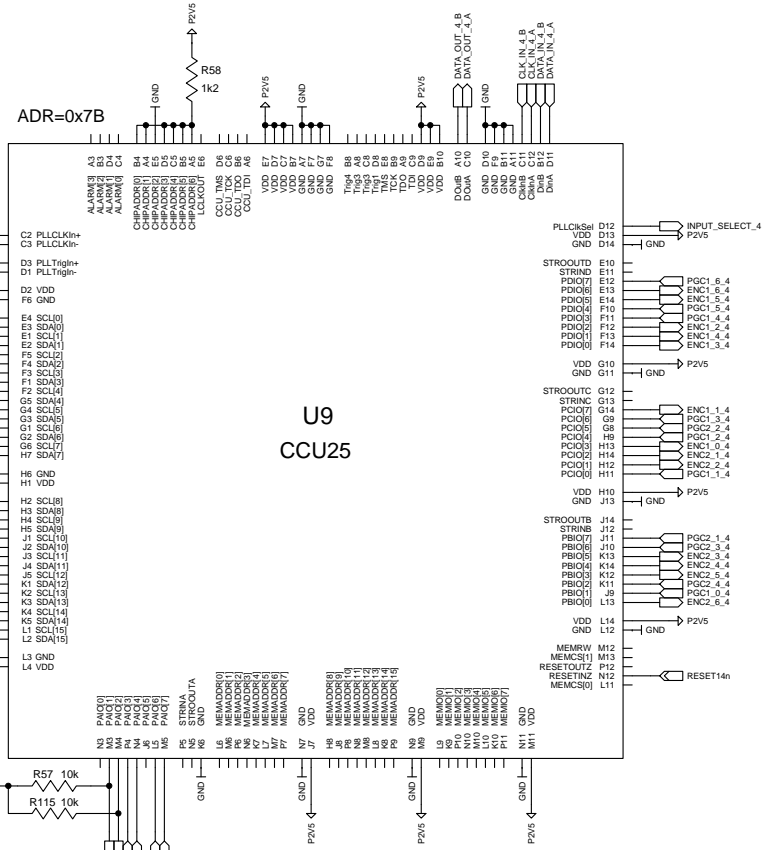 P2V5
R58
1k2
GND
ADR=0x7B
P2V5
GND
P2V5
DATA_OUT_4_B
DATA_OUT_4_A
GND
CLK_IN_4_B
CLK_IN_4_A
DATA_IN_4_B
DATA_IN_4_A
A3 ALARM[3]
B3 ALARM[2]
D4 ALARM[1]
C4 ALARM[0]
B4 CHIPADDR[0]
A4 CHIPADDR[1]
E5 CHIPADDR[2]
D5 CHIPADDR[3]
C5 CHIPADDR[4]
B5 CHIPADDR[5]
A5 CHIPADDR[6]
E6 LCLKOUT
D6 CCU_TMS
C6 CCU_TCK
B6 CCU_TDO
A6 CCU_TDI
E7 VDD
D7 VDD
C7 VDD
B7 VDD
A7 GND
F7 GND
G7 GND
F8 GND
B8 Trig4
A8 Trig3
C8 Trig3
D8 Trig1
E8 TMS
B9 TCK
A9 TDO
C9 TDI
D9 VDD
E9 VDD
B10 VDD
A10 DOutB
C10 DOutA
D10 GND
F9 GND
B11 GND
A11 GND
C11 ClkInB
C12 ClkInA
B12 DinB
D11 DinA
C2 PLLCLKIn+
C3 PLLCLKIn-
D3 PLLTrigIn+
D1 PLLTrigIn-
D2 VDD
F6 GND
E4 SCL[0]
E3 SDA[0]
E1 SCL[1]
E2 SDA[1]
F5 SCL[2]
F4 SDA[2]
F3 SCL[3]
F1 SDA[3]
F2 SCL[4]
G5 SDA[4]
G4 SCL[5]
G3 SDA[5]
G1 SCL[6]
G2 SDA[6]
G6 SCL[7]
H7 SDA[7]
H6 GND
H1 VDD
H2 SCL[8]
H3 SDA[8]
H4 SCL[9]
H5 SDA[9]
J1 SCL[10]
J2 SDA[10]
J3 SCL[11]
J4 SDA[11]
J5 SCL[12]
K1 SDA[12]
K2 SCL[13]
K3 SDA[13]
K4 SCL[14]
K5 SDA[14]
L1 SCL[15]
L2 SDA[15]
L3 GND
L4 VDD
U9
CCU25
PLLClkSel D12 INPUT_SELECT_4
VDD D13 P2V5
GND D14 GND
STROOUTD E10
STRIND E11
PDIO[7] E12 PGC1_6_4
PDIO[6] E13 ENC1_6_4
PDIO[5] E14 ENC1_5_4
PDIO[4] F10 PGC1_5_4
PDIO[3] F11 PGC1_4_4
PDIO[2] F12 ENC1_2_4
PDIO[1] F13 ENC1_4_4
PDIO[0] F14 ENC1_3_4
VDD G10 P2V5
GND G11 GND
STROOUTC G12
STRINC G13
PCIO[7] G14 ENC1_1_4
PCIO[6] G9 PGC1_3_4
PCIO[5] G8 PGC2_2_4
PCIO[4] H9 PGC1_2_4
PCIO[3] H13 ENC1_0_4
PCIO[2] H14 ENC2_1_4
PCIO[1] H12 ENC2_2_4
PCIO[0] H11 PGC1_1_4
VDD H10 P2V5
GND J13 GND
STROOUTB J14
STRINB J12
PBIO[7] J11 PGC2_1_4
PBIO[6] J10 PGC2_3_4
PBIO[5] K13 ENC2_3_4
PBIO[4] K14 ENC2_4_4
PBIO[3] K12 ENC2_5_4
PBIO[2] K11 PGC2_4_4
PBIO[1] J9 PGC1_0_4
PBIO[0] L13 ENC2_6_4
VDD L14 P2V5
GND L12 GND
MEMRW M12
MEMCS[1] M13
RESETOUTZ P12
RESETINZ N12 RESET14n
MEMCS[0] L11
PAIO[0] N3
PAIO[1] M3
PAIO[2] M4
PAIO[3] P4
PAIO[4] N4
PAIO[5] J6
PAIO[6] L5
PAIO[7] M5
STRINA P5
STROOUTA N5
GND K6
MEMADDR[0] L6
MEMADDR[1] M6
MEMADDR[2] P6
MEMADDR[3] N6
MEMADDR[4] K7
MEMADDR[5] L7
MEMADDR[6] M7
MEMADDR[7] P7
GND N7
VDD J7
MEMADDR[8] H8
MEMADDR[9] J8
MEMADDR[10] P8
MEMADDR[11] N8
MEMADDR[12] M8
MEMADDR[13] L8
MEMADDR[14] K8
MEMADDR[15] P9
GND N9
VDD M9
MEMIO[0] L9
MEMIO[1] K9
MEMIO[2] P10
MEMIO[3] N10
MEMIO[4] M10
MEMIO[5] L10
MEMIO[6] K10
MEMIO[7] P11
GND N11
VDD M11
R57 10k
R115 10k
GND
GND
P2V5
GND
P2V5
GND
P2V5